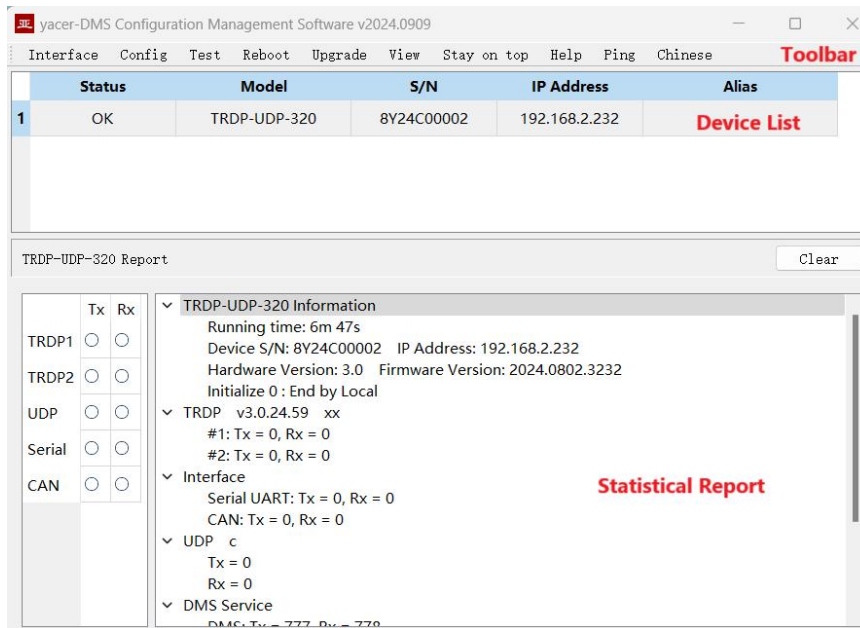 亚 yacer-DMS Configuration Management Software v2024.0909
Interface Config Test Reboot Upgrade View Stay on top Help Ping Chinese Toolbar
Status Model S/N IP Address Alias
1 OK TRDP-UDP-320 8Y24C00002 192.168.2.232
Device List
TRDP-UDP-320 Report Clear
Tx Rx
TRDP1
TRDP2
UDP
Serial
CAN
TRDP-UDP-320 Information
Running time: 6m 47s
Device S/N: 8Y24C00002 IP Address: 192.168.2.232
Hardware Version: 3.0 Firmware Version: 2024.0802.3232
Initialize 0 : End by Local
TRDP v3.0.24.59 xx
#1: Tx = 0, Rx = 0
#2: Tx = 0, Rx = 0
Interface
Serial UART: Tx = 0, Rx = 0
CAN: Tx = 0, Rx = 0
UDP c
Tx = 0
Rx = 0
DMS Service
DMS: Tx = 777, Rx = 778
Statistical Report